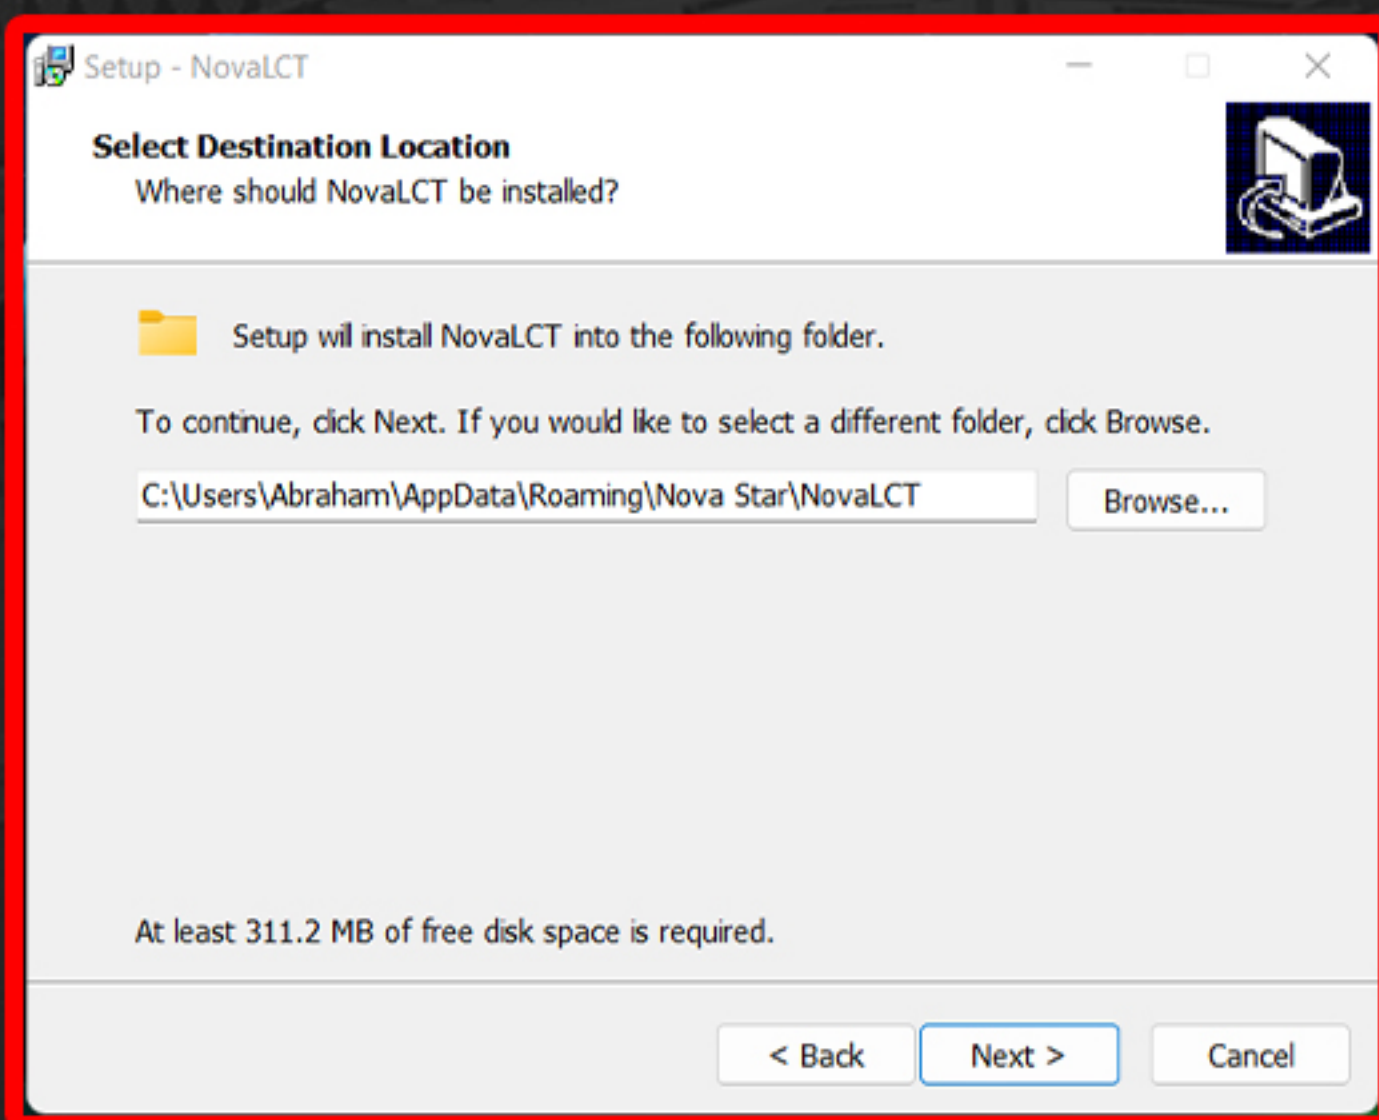 Setup - NovaLCT
Select Destination Location
Where should NovaLCT be installed?
Setup will install NovaLCT into the following folder.
To continue, click Next. If you would like to select a different folder, click Browse.
C:\Users\Abraham\AppData\Roaming\Nova Star\NovaLCT
Browse...
At least 311.2 MB of free disk space is required.
< Back
Next >
Cancel